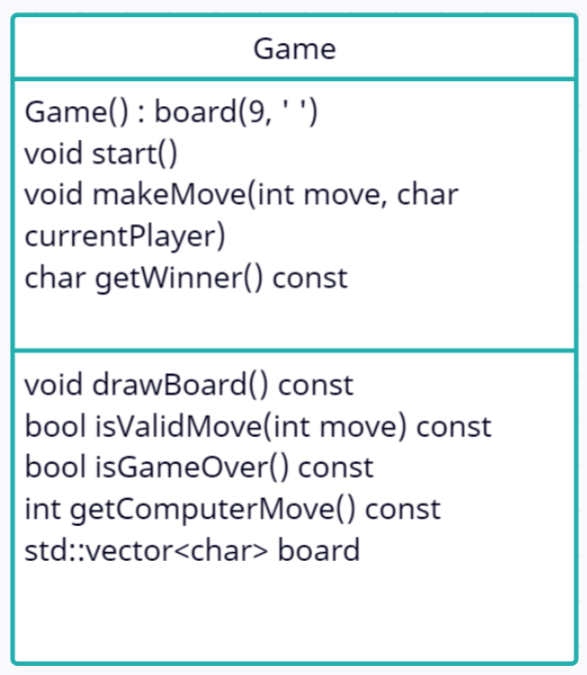 Game
Game() : board(9, ' ')
void start()
void makeMove(int move, char
currentPlayer)
char getWinner() const
void drawBoard() const
bool isValidMove(int move) const
bool isGameOver() const
int getComputerMove() const
std::vector<char> board